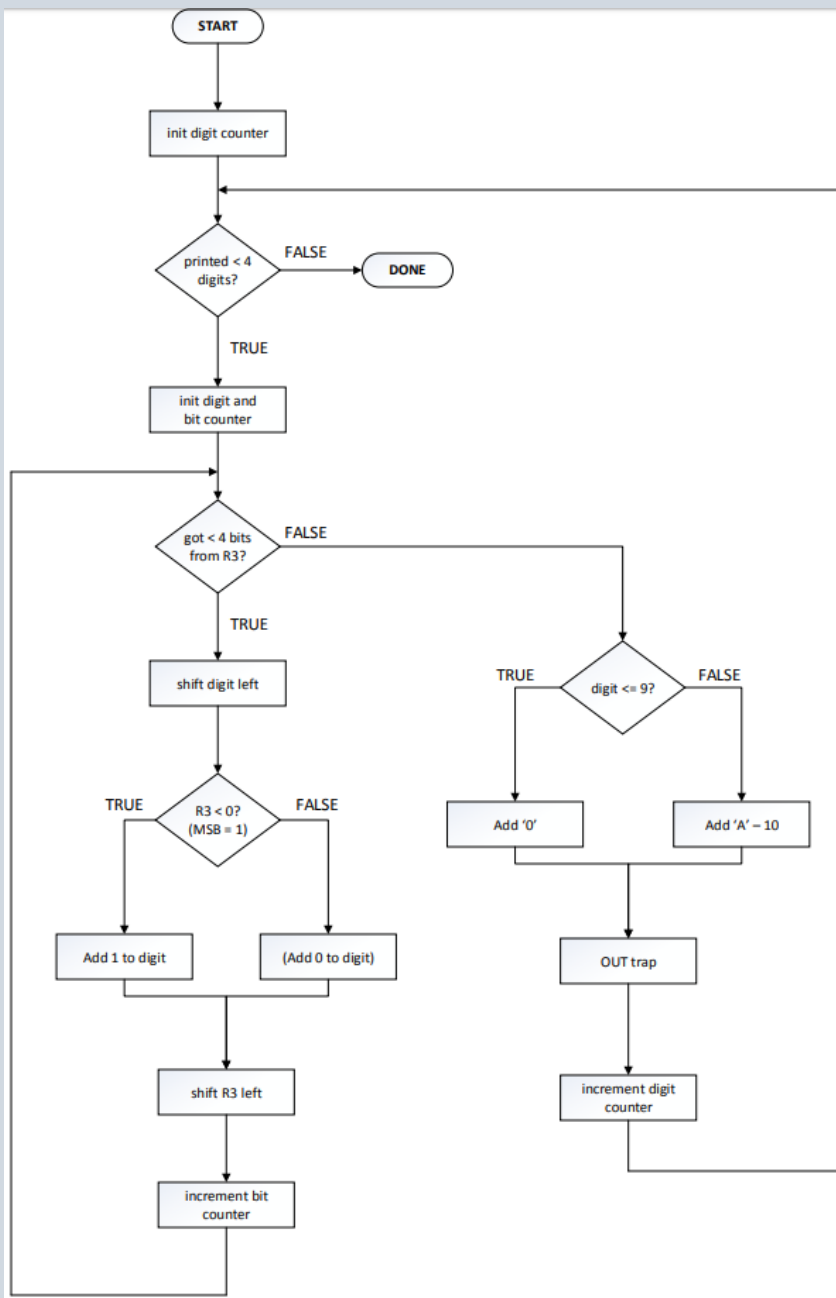 START
init digit counter
printed < 4
digits?
FALSE
DONE
TRUE
init digit and
bit counter
got < 4 bits
from R3?
FALSE
TRUE
shift digit left
TRUE
digit <= 9?
FALSE
TRUE
R3 < 0?
(MSB = 1)
FALSE
Add ‘0’
Add ‘A’ – 10
Add 1 to digit
(Add 0 to digit)
OUT trap
shift R3 left
increment digit
counter
increment bit
counter